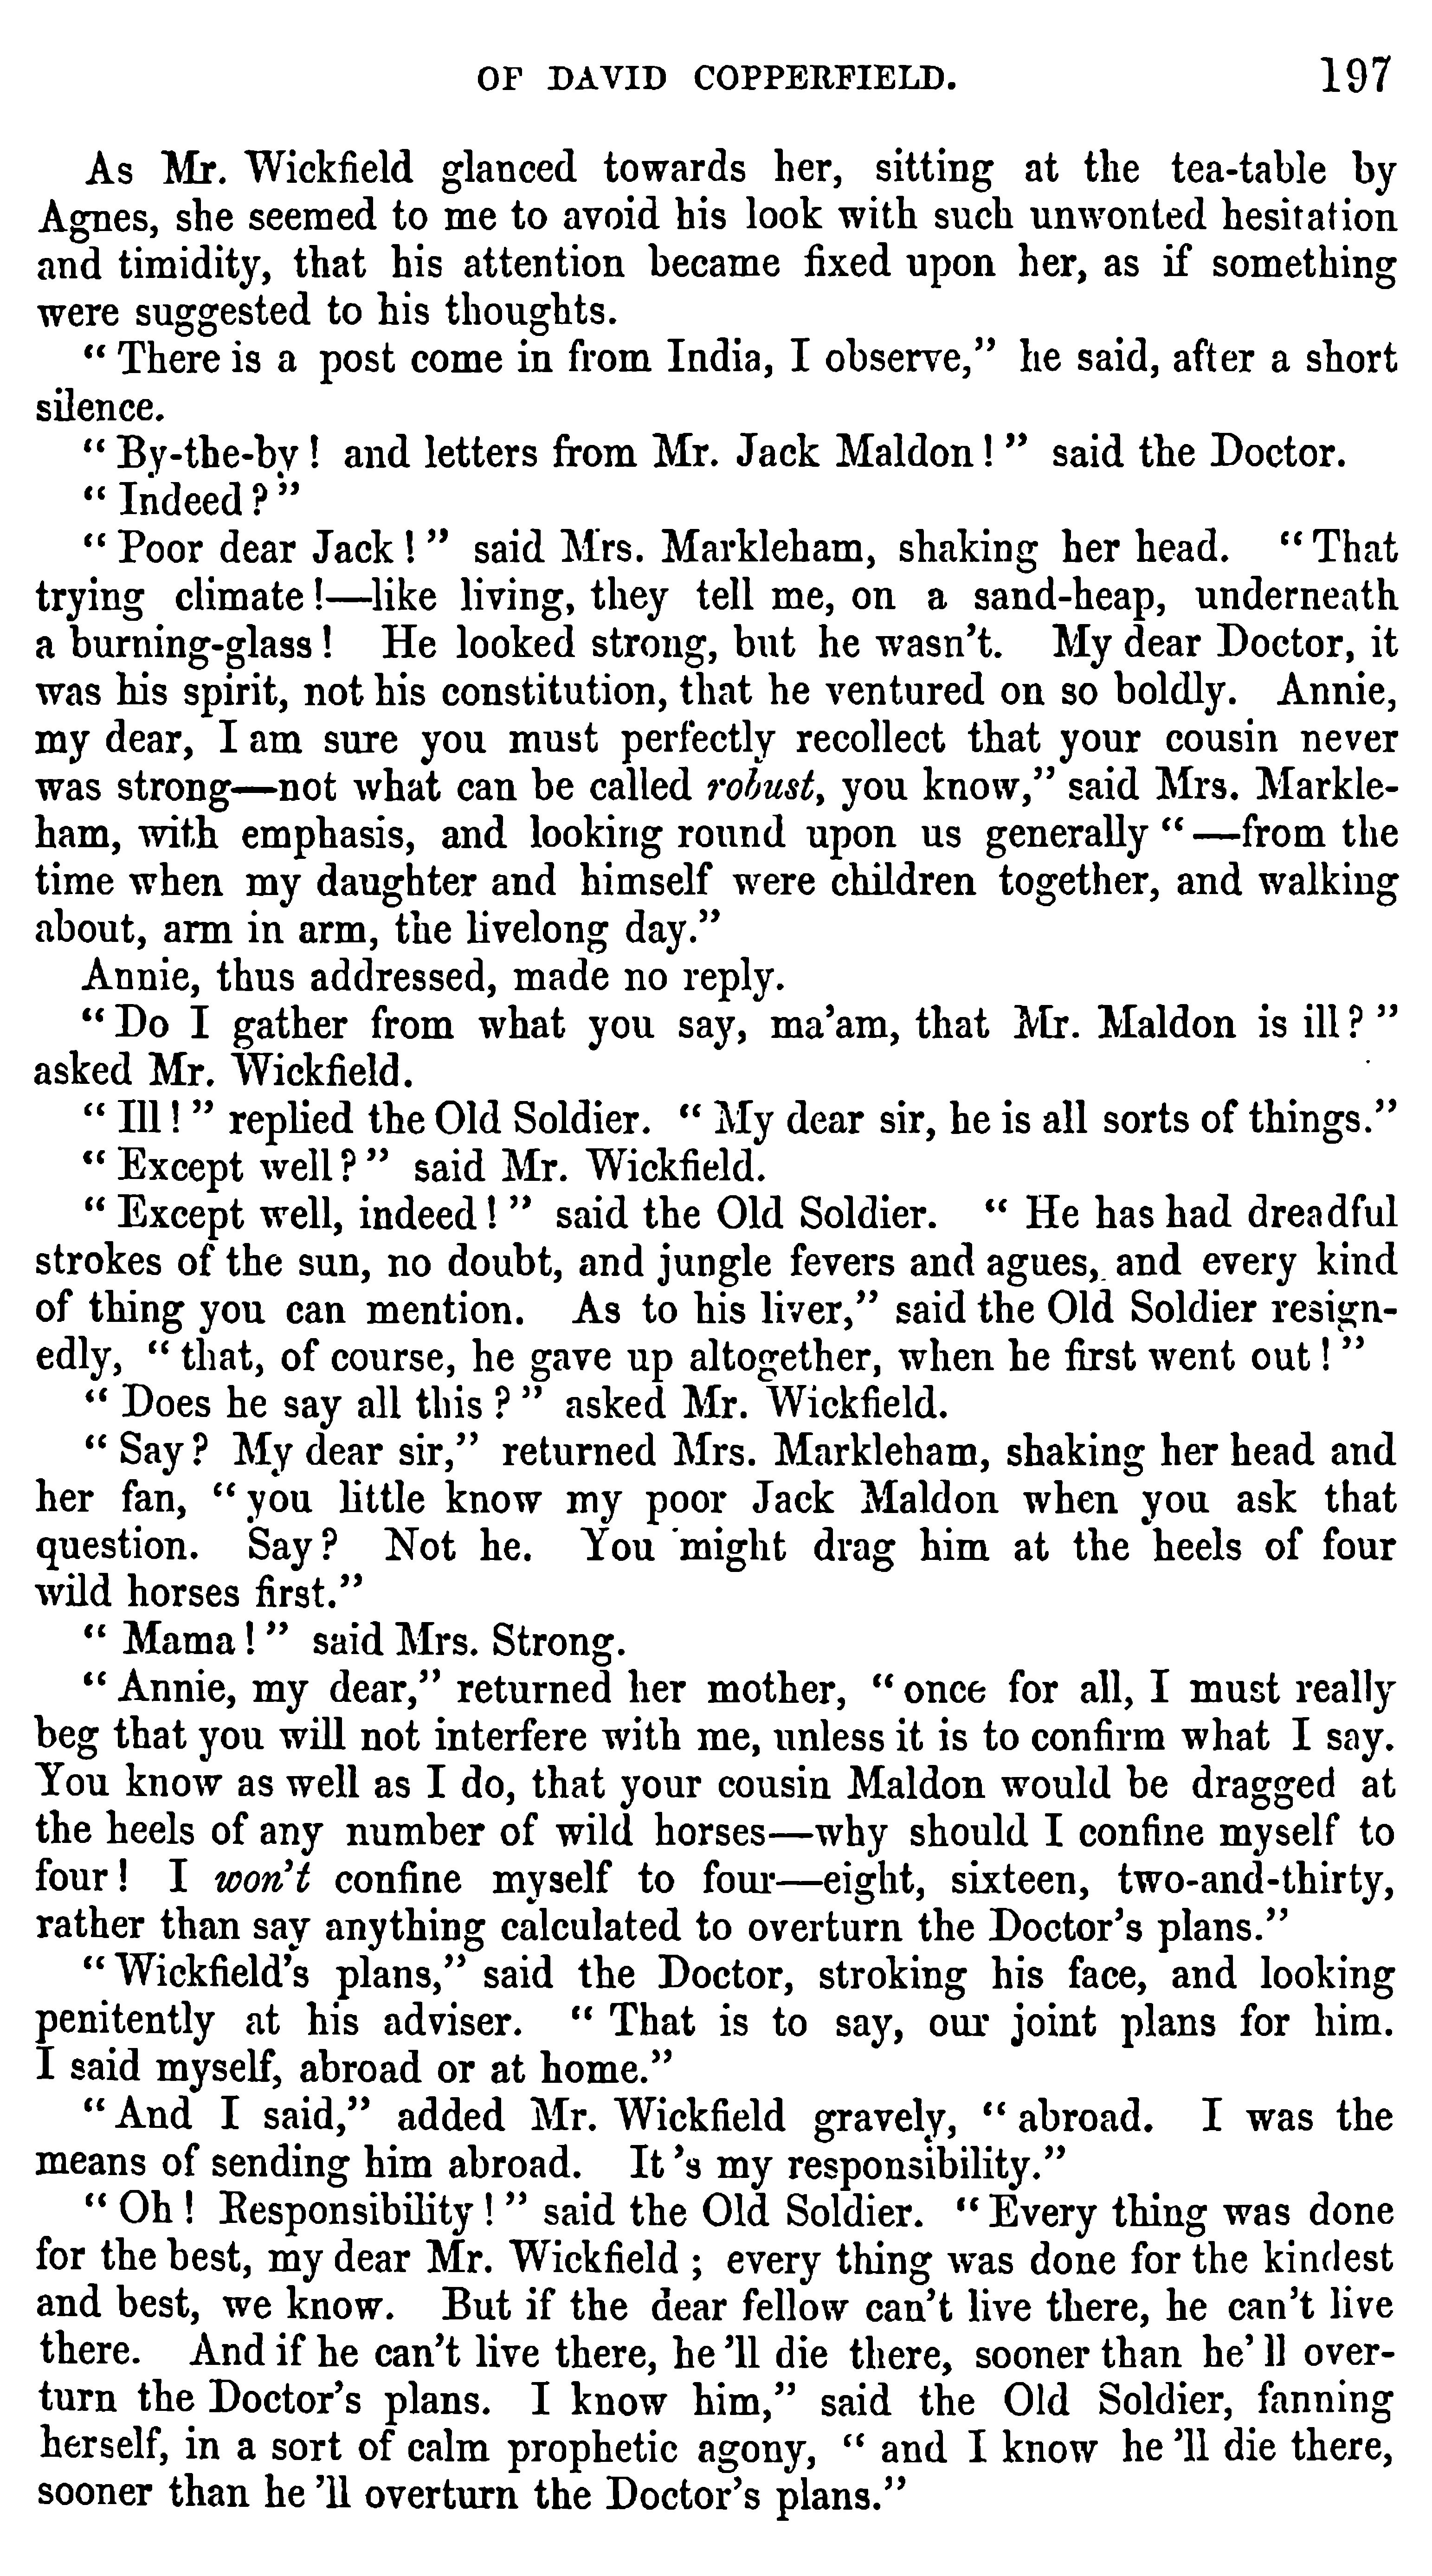 OF DAVID COPPERFIELD. 197
As Mr. Wickfield glanced towards her, sitting at the tea-table by
Agnes, she seemed to me to avoid his look with such unwonted hesitation
and timidity, that his attention became fixed upon her, as if something
were suggested to his thoughts.
"There is a post come in from India, I observe," he said, after a short
silence.
"By-the-by! and letters from Mr. Jack Maldon!" said the Doctor.
"Indeed?"
"Poor dear Jack!" said Mrs. Markleham, shaking her head. "That
trying climate!—like living, they tell me, on a sand-heap, underneath
a burning-glass! He looked strong, but he wasn't. My dear Doctor, it
was his spirit, not his constitution, that he ventured on so boldly. Annie,
my dear, I am sure you must perfectly recollect that your cousin never
was strong—not what can be called robust, you know," said Mrs. Markle-
ham, with emphasis, and looking round upon us generally "—from the
time when my daughter and himself were children together, and walking
about, arm in arm, the livelong day."
Annie, thus addressed, made no reply.
"Do I gather from what you say, ma'am, that Mr. Maldon is ill?"
asked Mr. Wickfield.
"Ill!" replied the Old Soldier. "My dear sir, he is all sorts of things."
"Except well?" said Mr. Wickfield.
"Except well, indeed!" said the Old Soldier. "He has had dreadful
strokes of the sun, no doubt, and jungle fevers and agues, and every kind
of thing you can mention. As to his liver," said the Old Soldier resign-
edly, "that, of course, he gave up altogether, when he first went out!"
"Does he say all this?" asked Mr. Wickfield.
"Say? My dear sir," returned Mrs. Markleham, shaking her head and
her fan, "you little know my poor Jack Maldon when you ask that
question. Say? Not he. You might drag him at the heels of four
wild horses first."
"Mama!" said Mrs. Strong.
"Annie, my dear," returned her mother, "once for all, I must really
beg that you will not interfere with me, unless it is to confirm what I say.
You know as well as I do, that your cousin Maldon would be dragged at
the heels of any number of wild horses—why should I confine myself to
four! I won't confine myself to four—eight, sixteen, two-and-thirty,
rather than say anything calculated to overturn the Doctor's plans."
"Wickfield's plans," said the Doctor, stroking his face, and looking
penitently at his adviser. "That is to say, our joint plans for him.
I said myself, abroad or at home."
"And I said," added Mr. Wickfield gravely, "abroad. I was the
means of sending him abroad. It's my responsibility."
"Oh! Responsibility!" said the Old Soldier. "Every thing was done
for the best, my dear Mr. Wickfield; every thing was done for the kindest
and best, we know. But if the dear fellow can't live there, he can't live
there. And if he can't live there, he'll die there, sooner than he'll over-
turn the Doctor's plans. I know him," said the Old Soldier, fanning
herself, in a sort of calm prophetic agony, "and I know he'll die there,
sooner than he'll overturn the Doctor's plans."